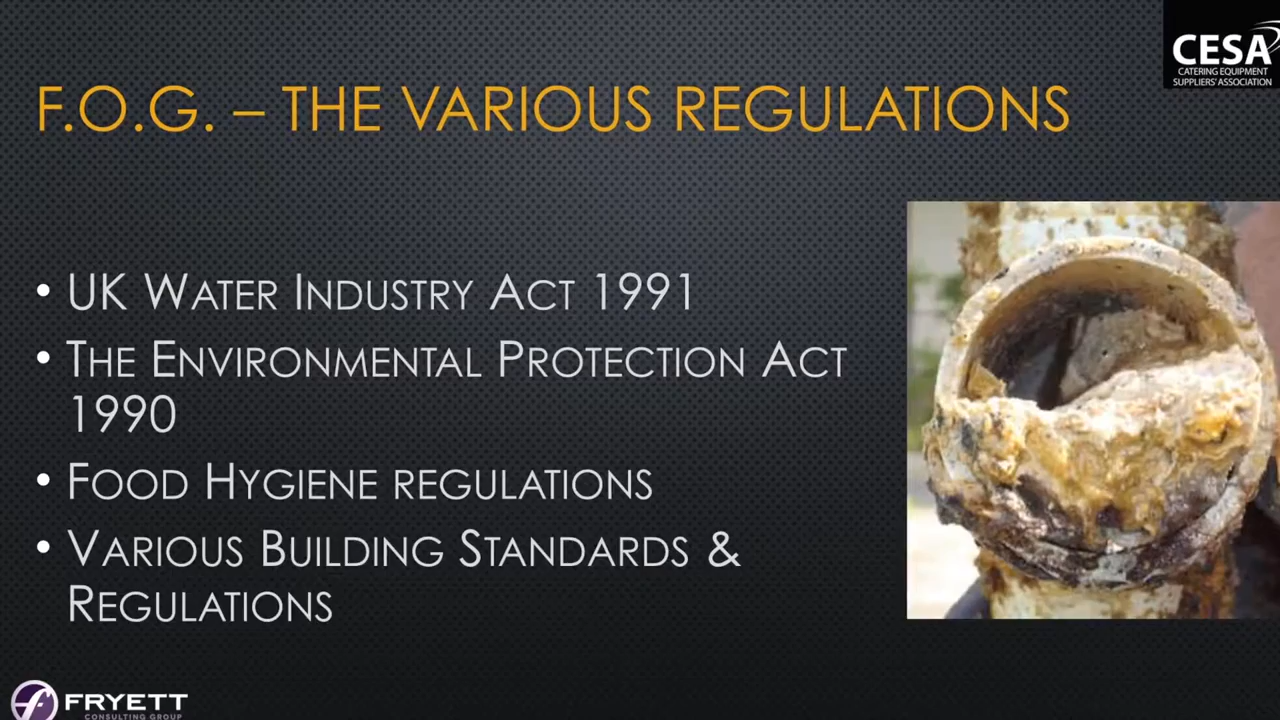 CESA
CATERING EQUIPMENT
SUPPLIERS' ASSOCIATION
F.O.G. – THE VARIOUS REGULATIONS
• UK WATER INDUSTRY ACT 1991
• THE ENVIRONMENTAL PROTECTION ACT
1990
• FOOD HYGIENE REGULATIONS
• VARIOUS BUILDING STANDARDS &
REGULATIONS
FRYETT
CONSULTING GROUP